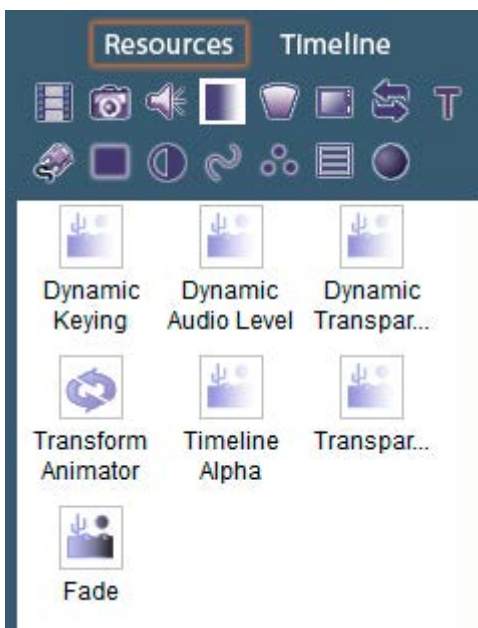 Resources Timeline
T
Dynamic Keying
Dynamic Audio Level
Dynamic Transpar...
Transform Animator
Timeline Alpha
Transpar...
Fade